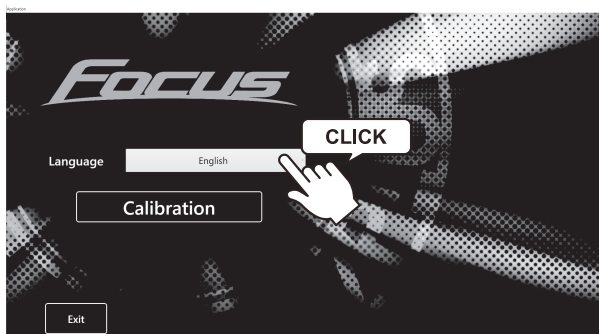 Application
Focus
CLICK
Language English
Calibration
Exit